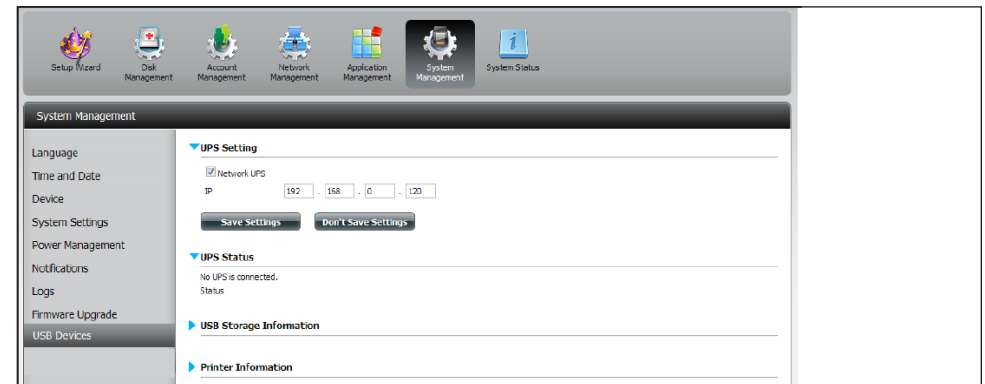 Setup Wizard
Disk Management
Account Management
Network Management
Application Management
System Management
System Status
System Management
Language
Time and Date
Device
System Settings
Power Management
Notifications
Logs
Firmware Upgrade
USB Devices
UPS Setting
Network UPS
IP 192 . 168 . 0 . 120
Save Settings Don't Save Settings
UPS Status
No UPS is connected.
Status
USB Storage Information
Printer Information